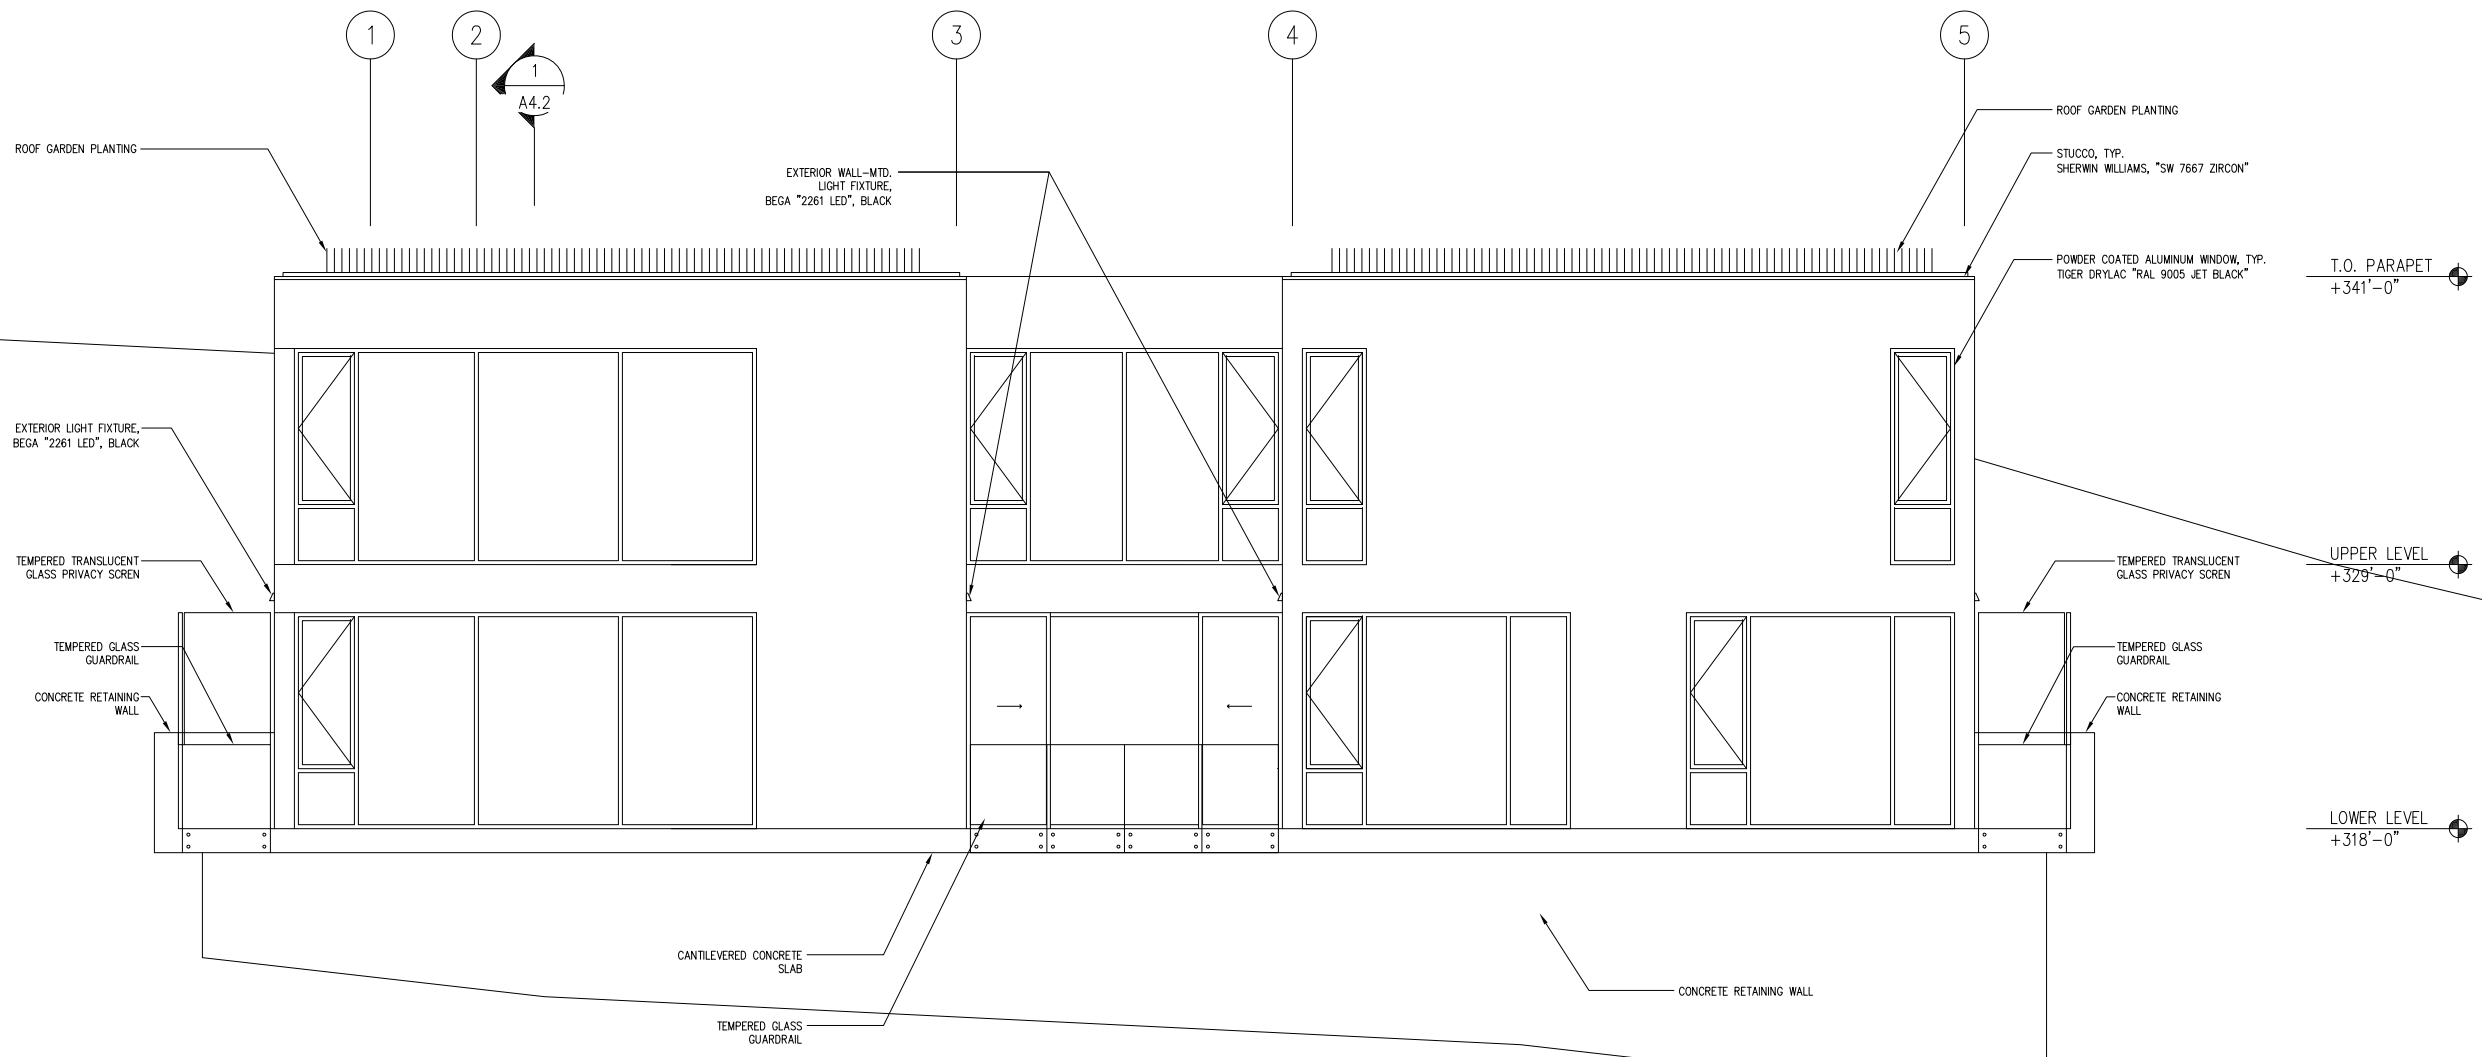 1
2
3
4
5
1
A4.2
ROOF GARDEN PLANTING
ROOF GARDEN PLANTING
STUCCO, TYP.
SHERWIN WILLIAMS, "SW 7667 ZIRCON"
EXTERIOR WALL-MTD.
LIGHT FIXTURE,
BEGA "2261 LED", BLACK
POWDER COATED ALUMINUM WINDOW, TYP.
TIGER DRYLAC "RAL 9005 JET BLACK"
T.O. PARAPET
+341'-0"
EXTERIOR LIGHT FIXTURE,
BEGA "2261 LED", BLACK
TEMPERED TRANSLUCENT
GLASS PRIVACY SCREN
TEMPERED TRANSLUCENT
GLASS PRIVACY SCREN
UPPER LEVEL
+329'-0"
TEMPERED GLASS
GUARDRAIL
TEMPERED GLASS
GUARDRAIL
CONCRETE RETAINING
WALL
CONCRETE RETAINING
WALL
LOWER LEVEL
+318'-0"
CANTILEVERED CONCRETE
SLAB
CONCRETE RETAINING WALL
TEMPERED GLASS
GUARDRAIL